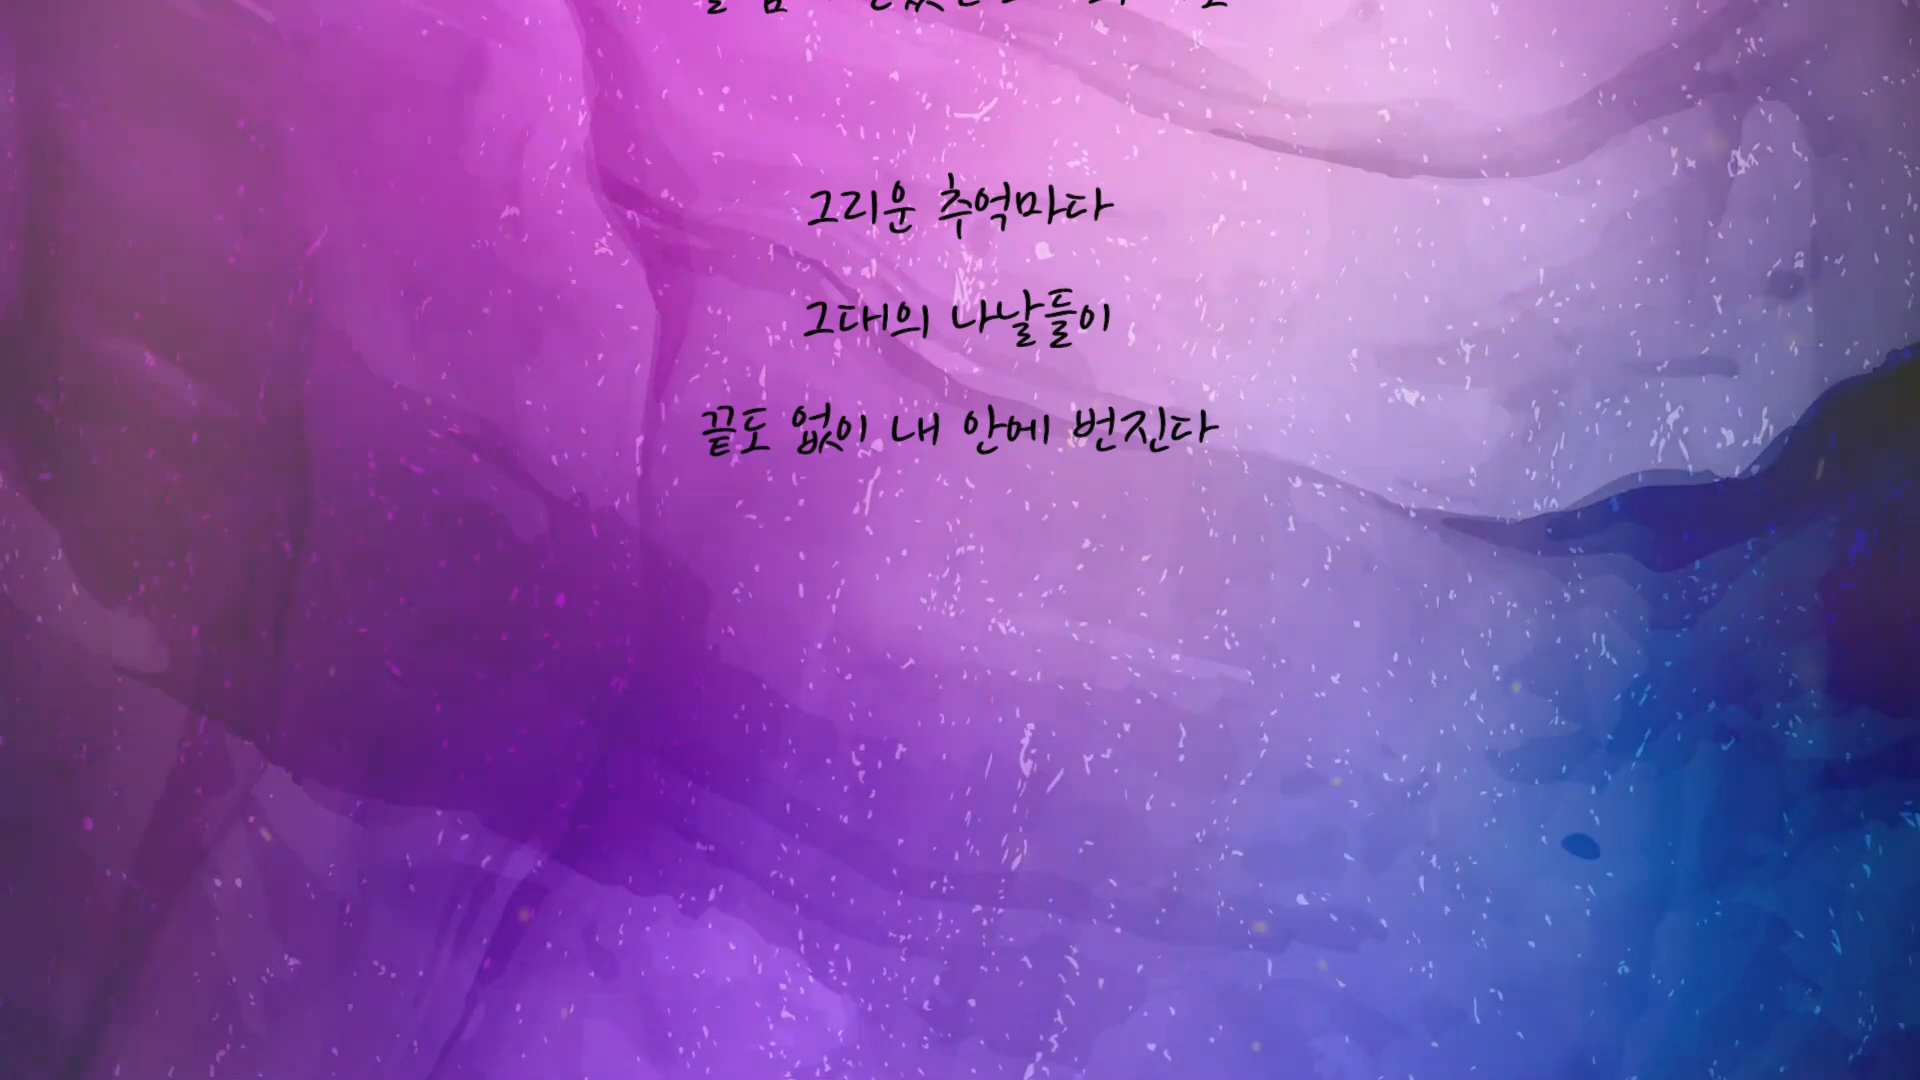 그리운 추억마다
그대의 나날들이
끝도 없이 내 안에 번진다